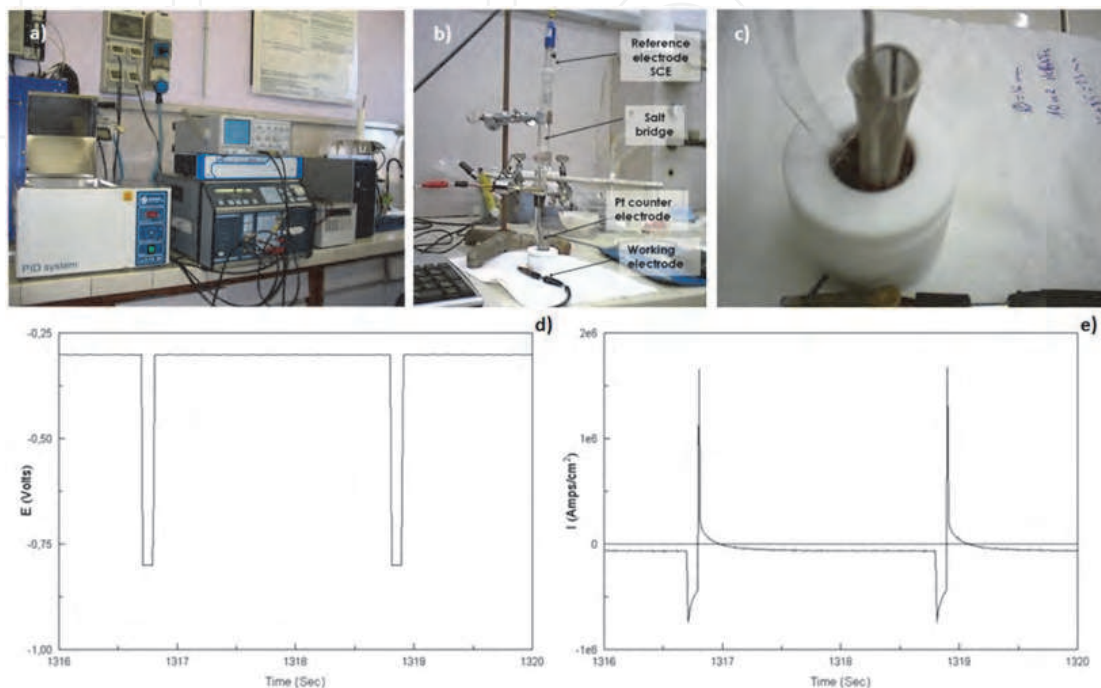 a)
PID system
b)
Reference
electrode
SCE
Salt
bridge
Pt counter
electrode
Working
electrode
c)
d)
-0,25
-0,50
-0,75
-1,00
E (Volts)
1316
1317
1318
1319
1320
Time (Sec)
e)
2e6
1e6
0
-1e6
I (Amps/cm²)
1316
1317
1318
1319
1320
Time (Sec)